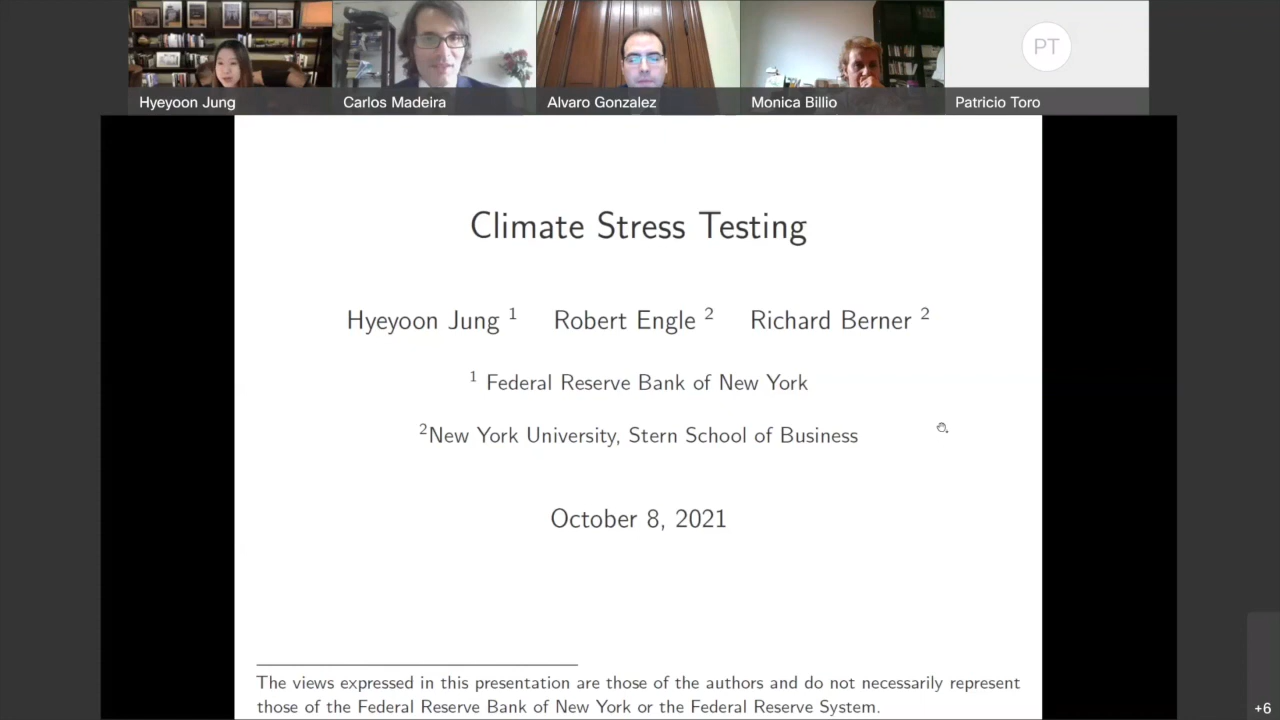 Hyeyoon Jung
Carlos Madeira
Alvaro Gonzalez
Monica Billio
PT
Patricio Toro
Climate Stress Testing
Hyeyoon Jung 1 Robert Engle 2 Richard Berner 2
1 Federal Reserve Bank of New York
2New York University, Stern School of Business
October 8, 2021
The views expressed in this presentation are those of the authors and do not necessarily represent
those of the Federal Reserve Bank of New York or the Federal Reserve System.
+6